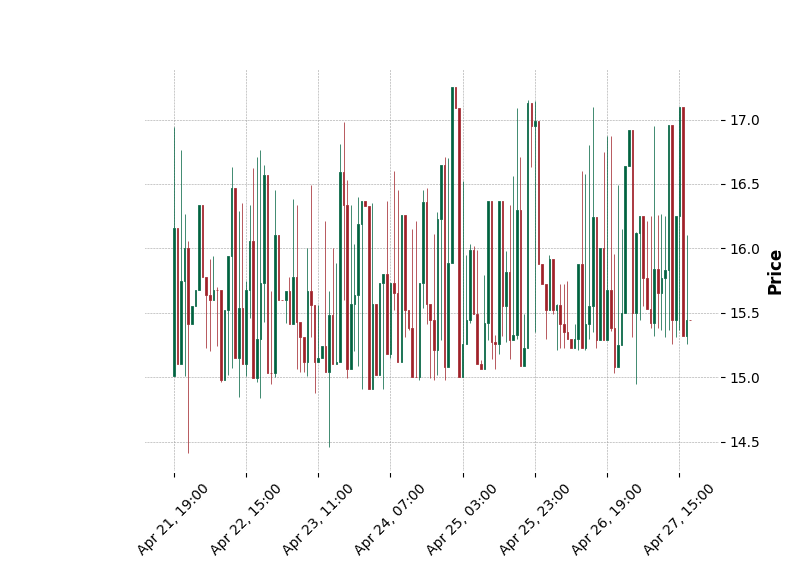 17.0
16.5
16.0
15.5
15.0
14.5
Price
Apr 21, 19:00
Apr 22, 15:00
Apr 23, 11:00
Apr 24, 07:00
Apr 25, 03:00
Apr 25, 23:00
Apr 26, 19:00
Apr 27, 15:00